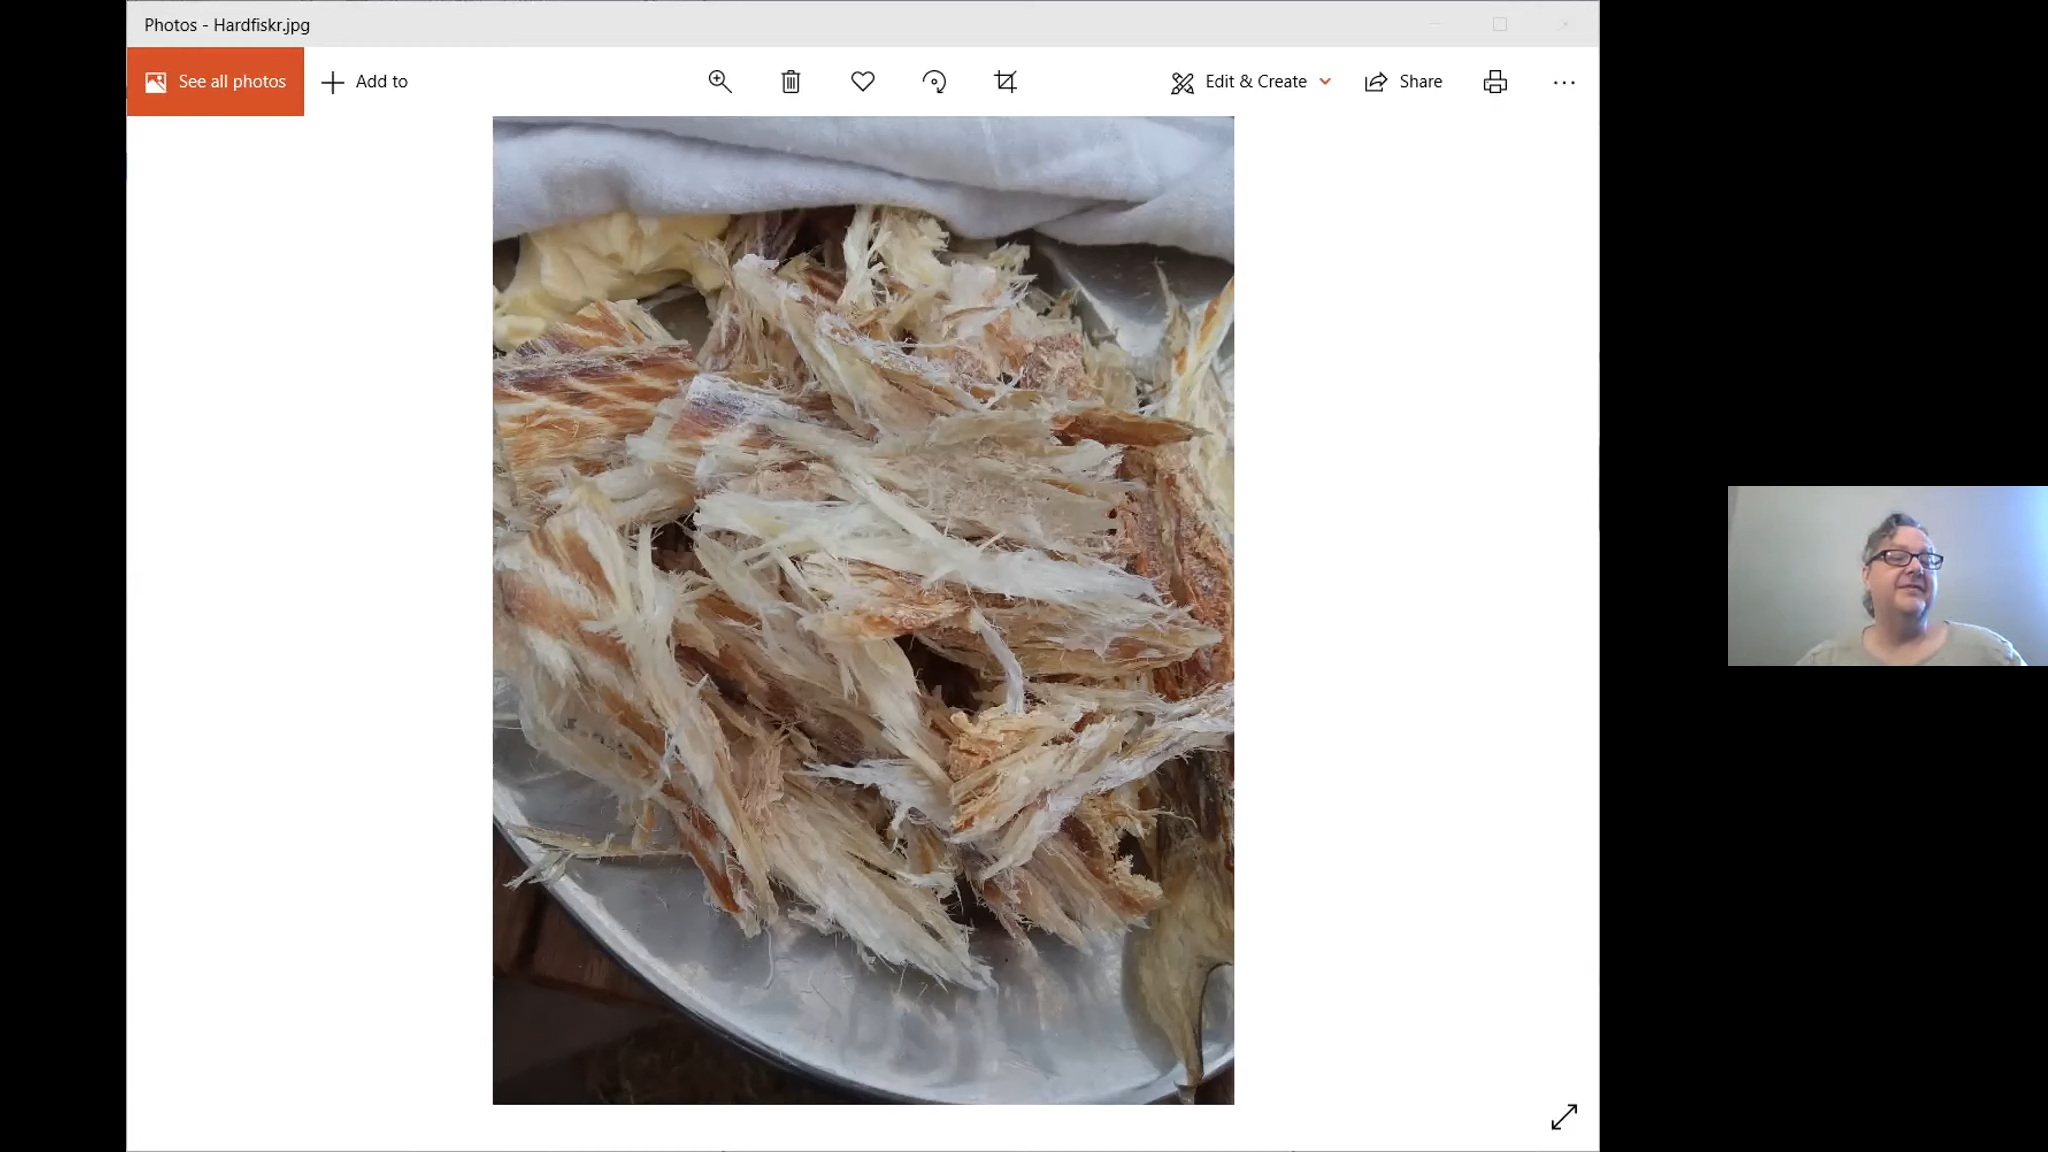 Photos - Hardfiskr.jpg
See all photos
Add to
Edit & Create
Share